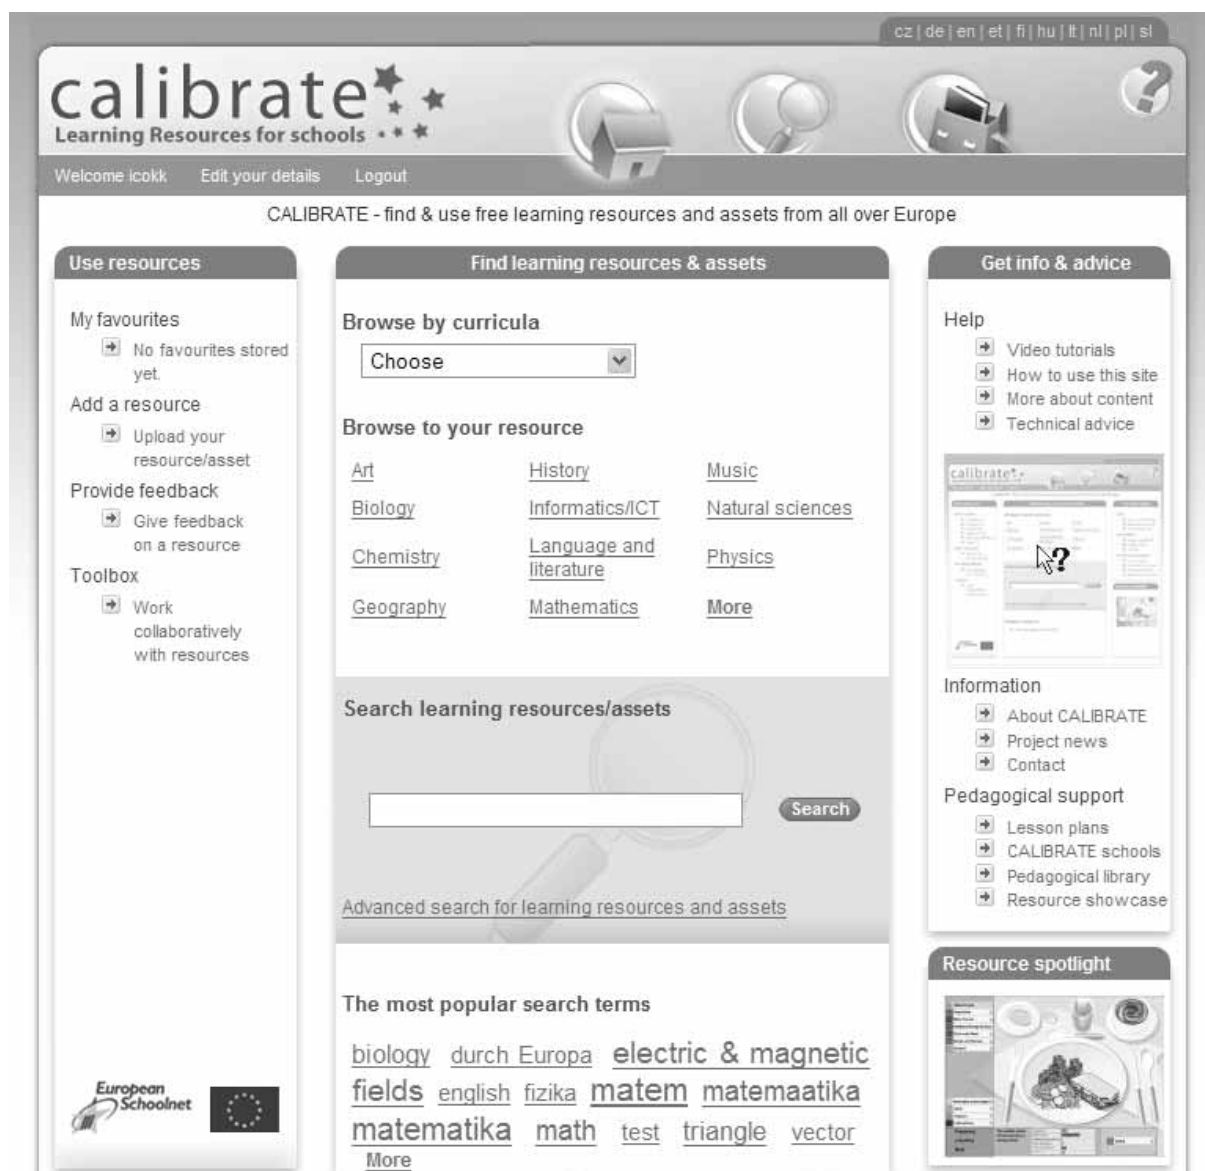 cz | de | en | et | fi | hu | lt | nl | pl | sl
calibrate
Learning Resources for schools
Welcome icokk Edit your details Logout
CALIBRATE - find & use free learning resources and assets from all over Europe
Use resources
My favourites
No favourites stored
yet.
Add a resource
Upload your
resource/asset
Provide feedback
Give feedback
on a resource
Toolbox
Work
collaboratively
with resources
European
Schoolnet
Find learning resources & assets
Browse by curricula
Choose
Browse to your resource
Art History Music
Biology Informatics/ICT Natural sciences
Chemistry Language and
literature Physics
Geography Mathematics More
Search learning resources/assets
Search
Advanced search for learning resources and assets
The most popular search terms
biology durch Europa electric & magnetic
fields english fizika matem matemaatika
matematika math test triangle vector
More
Get info & advice
Help
Video tutorials
How to use this site
More about content
Technical advice
calibrate
?
Information
About CALIBRATE
Project news
Contact
Pedagogical support
Lesson plans
CALIBRATE schools
Pedagogical library
Resource showcase
Resource spotlight